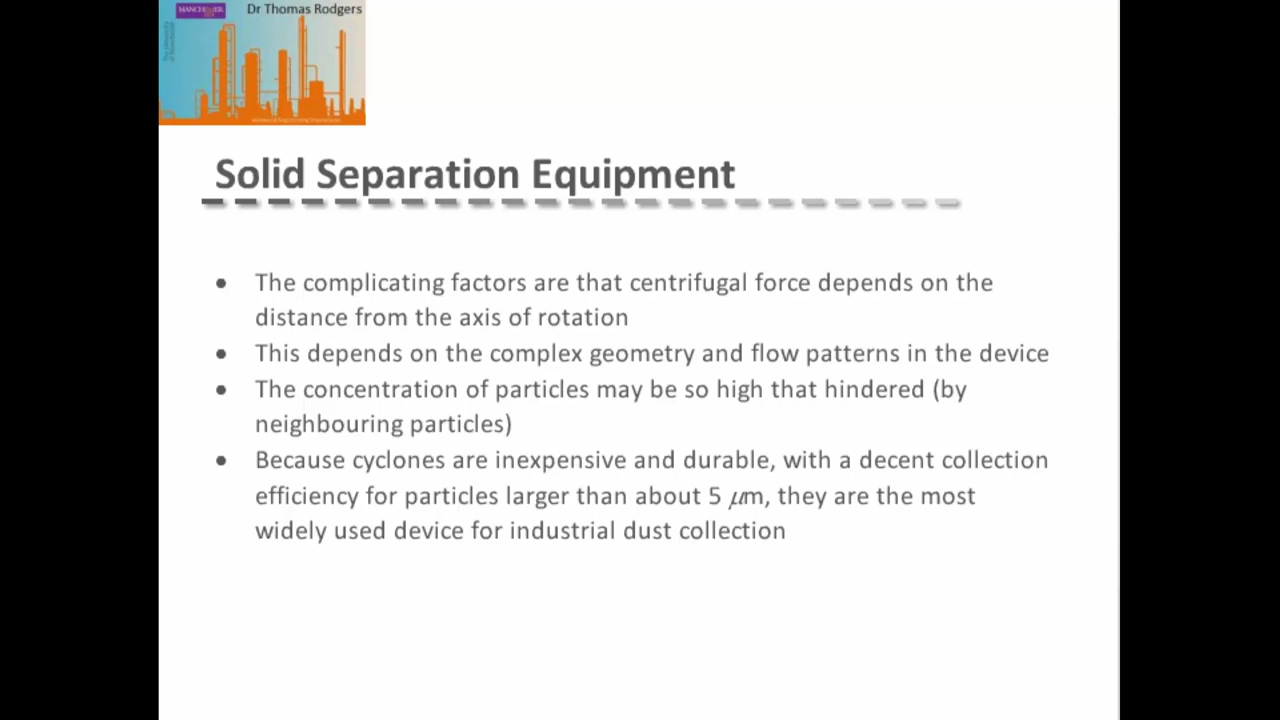 MANCHESTER
Dr Thomas Rodgers
Solid Separation Equipment
• The complicating factors are that centrifugal force depends on the
distance from the axis of rotation
• This depends on the complex geometry and flow patterns in the device
• The concentration of particles may be so high that hindered (by
neighbouring particles)
• Because cyclones are inexpensive and durable, with a decent collection
efficiency for particles larger than about 5 μm, they are the most
widely used device for industrial dust collection